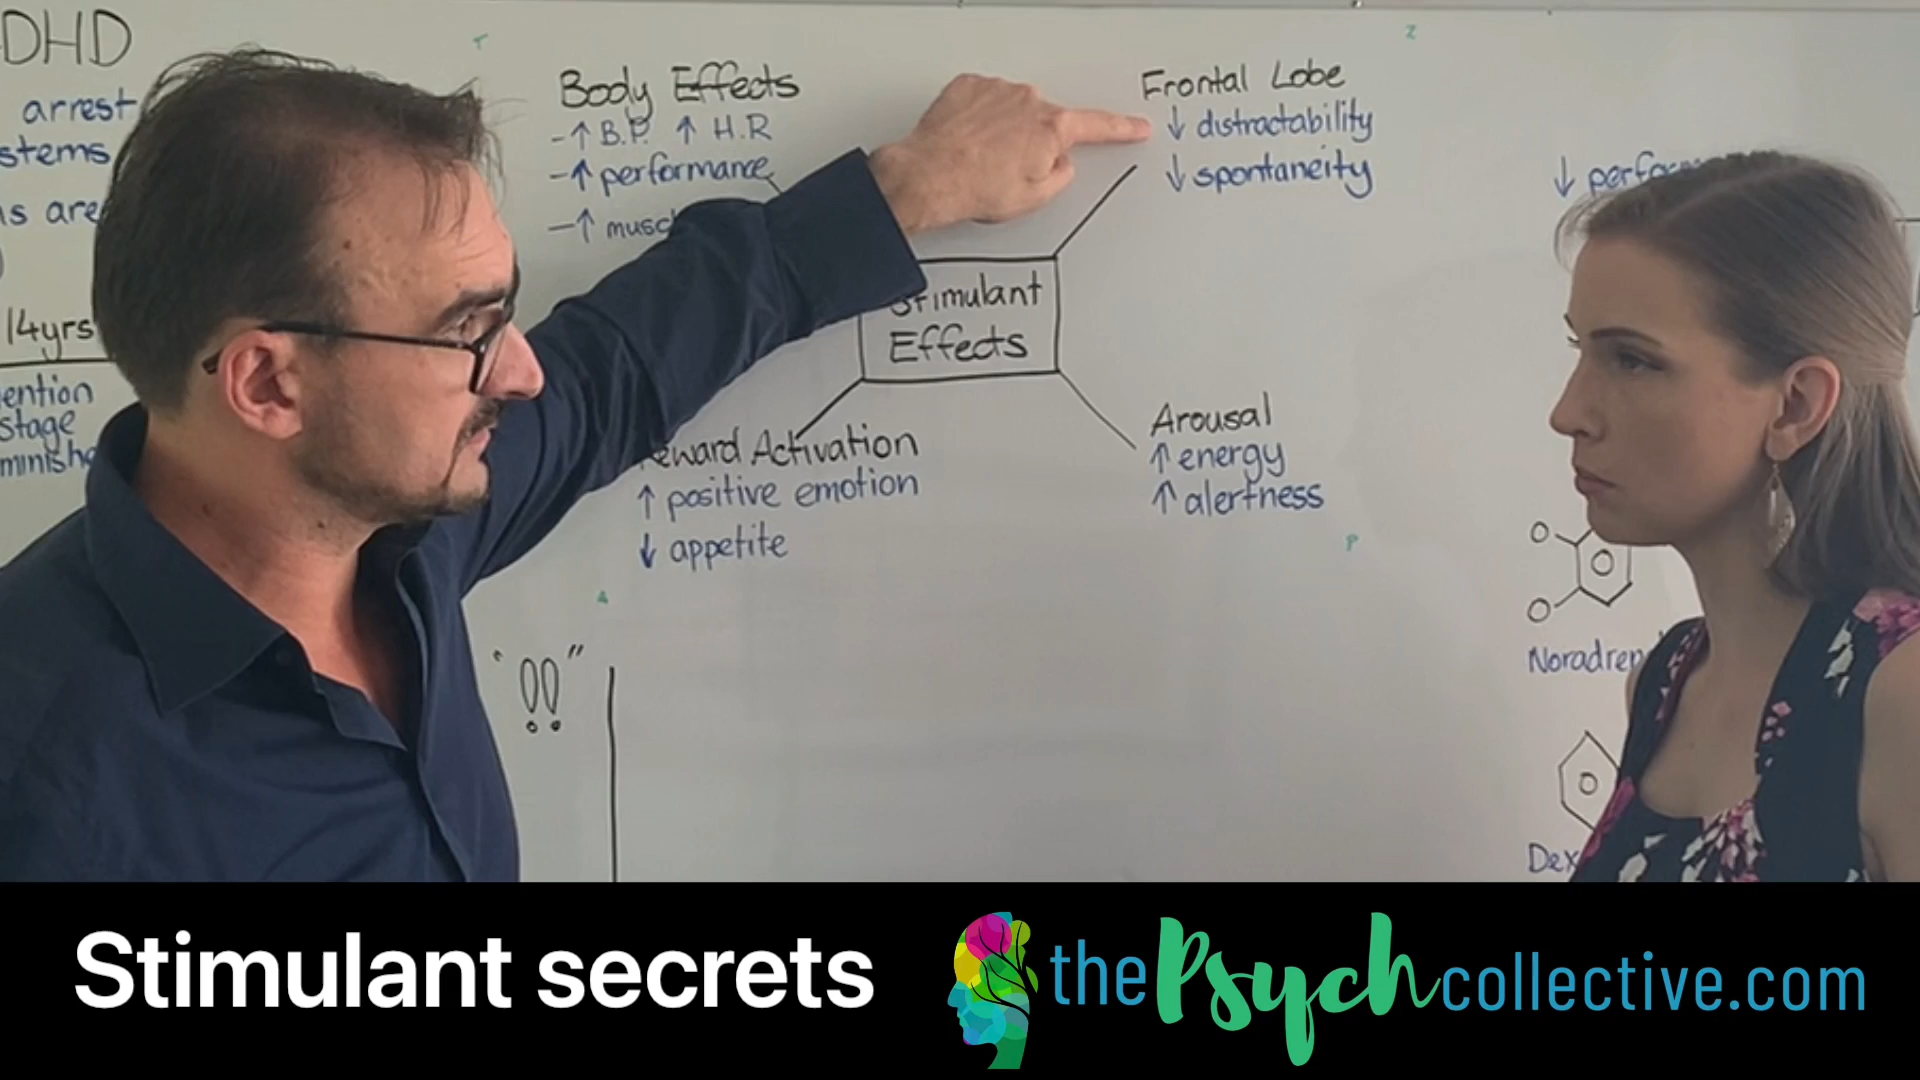 DHD
arrest
stems
s are
14yrs
ention
stage
minish
Body Effects
-↑ B.P. ↑ H.R
-↑ performance
-↑ musc
Frontal Lobe
↓ distractability
↓ spontaneity
Stimulant
Effects
Reward Activation
↑ positive emotion
↓ appetite
Arousal
↑ energy
↑ alertness
"!!"
Noradren
Dex
Stimulant secrets
thePsychcollective.com